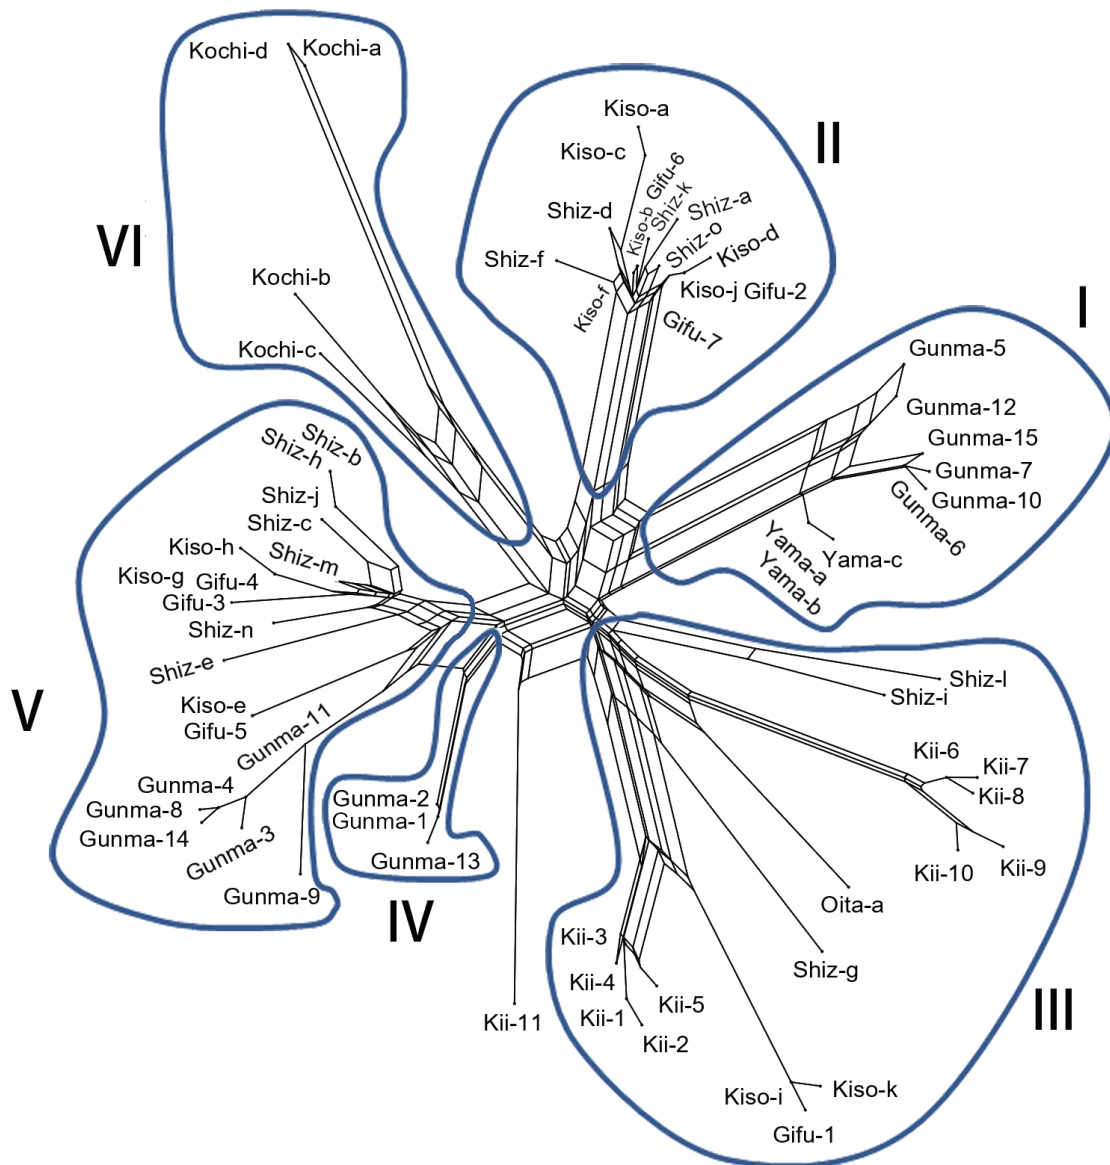 Kochi-d
Kochi-a
VI
Kochi-b
Kochi-c
Kiso-a
II
Kiso-c
Gifu-6
Kiso-b
Shiz-k
Shiz-a
Shiz-d
Shiz-o
Kiso-d
Shiz-f
Kiso-f
Kiso-j Gifu-2
Gifu-7
I
Gunma-5
Gunma-12
Gunma-15
Gunma-7
Gunma-10
Gunma-6
Yama-a
Yama-c
Yama-b
Shiz-b
Shiz-h
Shiz-j
Shiz-c
Kiso-h
Shiz-m
Kiso-g Gifu-4
Gifu-3
Shiz-n
Shiz-e
V
Kiso-e
Gifu-5
Gunma-11
Gunma-4
Gunma-8
Gunma-14
Gunma-3
Gunma-9
Gunma-2
Gunma-1
Gunma-13
IV
Kii-11
Shiz-l
Shiz-i
Kii-6
Kii-7
Kii-8
Kii-9
Kii-10
Oita-a
Shiz-g
Kii-3
Kii-4
Kii-5
Kii-1
Kii-2
III
Kiso-i
Kiso-k
Gifu-1